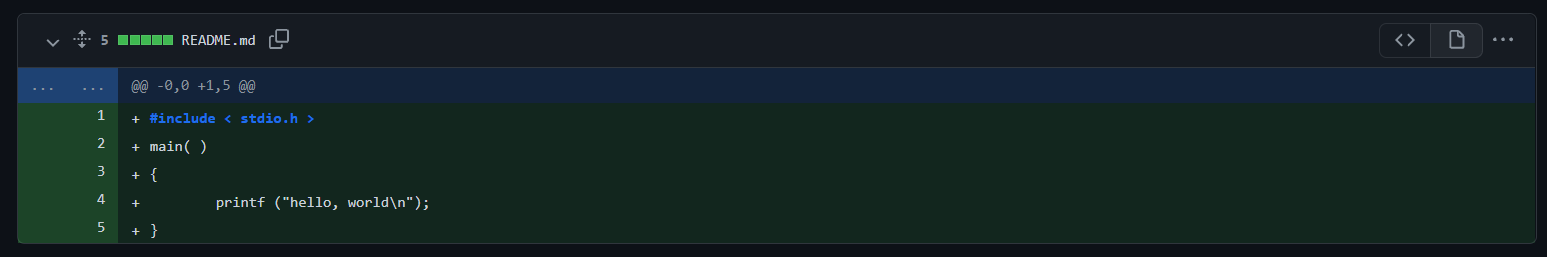 5 README.md
... ... @@ -0,0 +1,5 @@
1 + #include < stdio.h >
2 + main( )
3 + {
4 +         printf ("hello, world\n");
5 + }